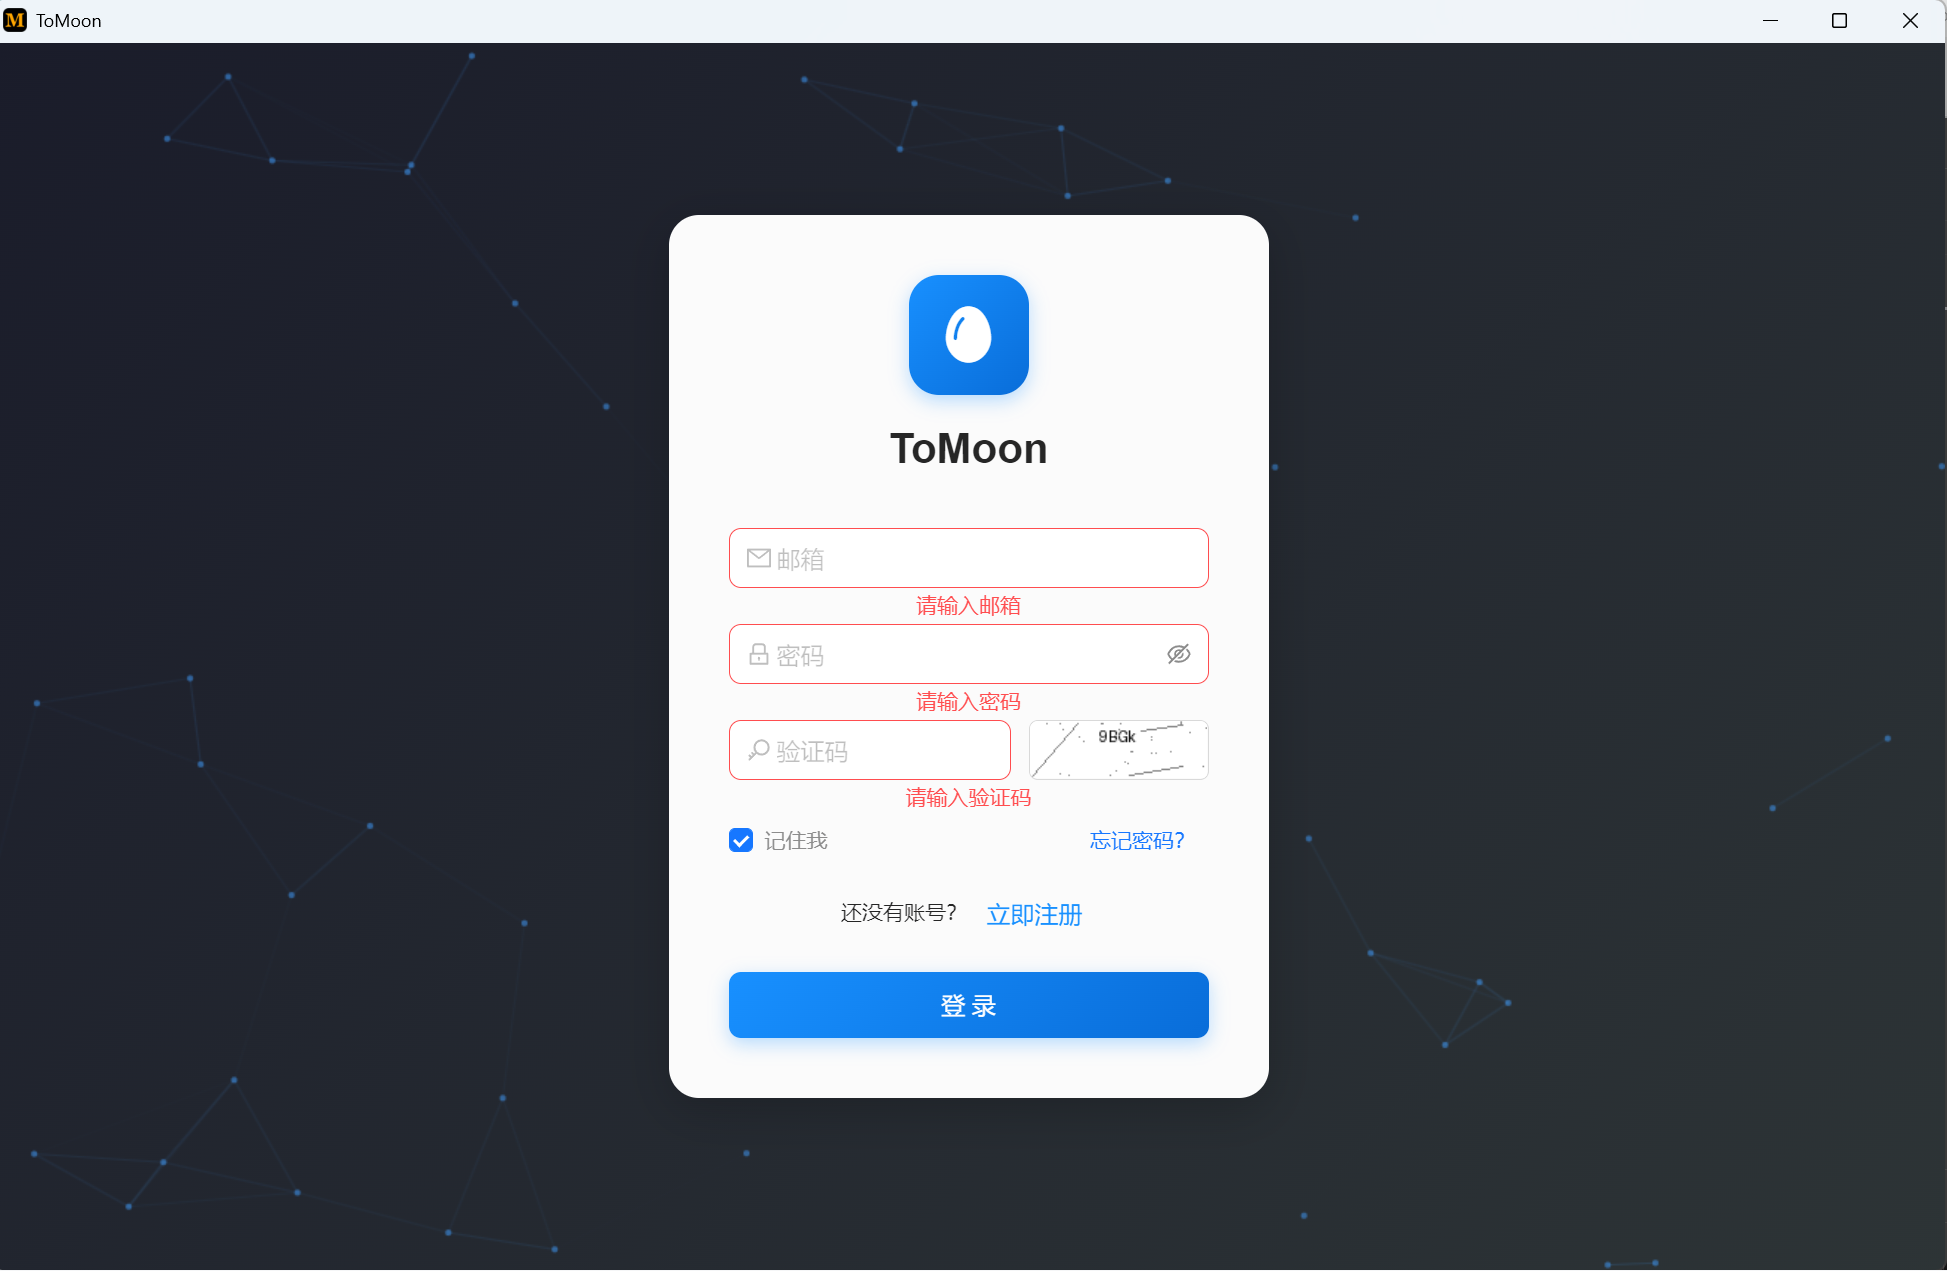 M ToMoon
ToMoon
邮箱
请输入邮箱
密码
请输入密码
验证码
9BGk
请输入验证码
记住我 忘记密码?
还没有账号? 立即注册
登录